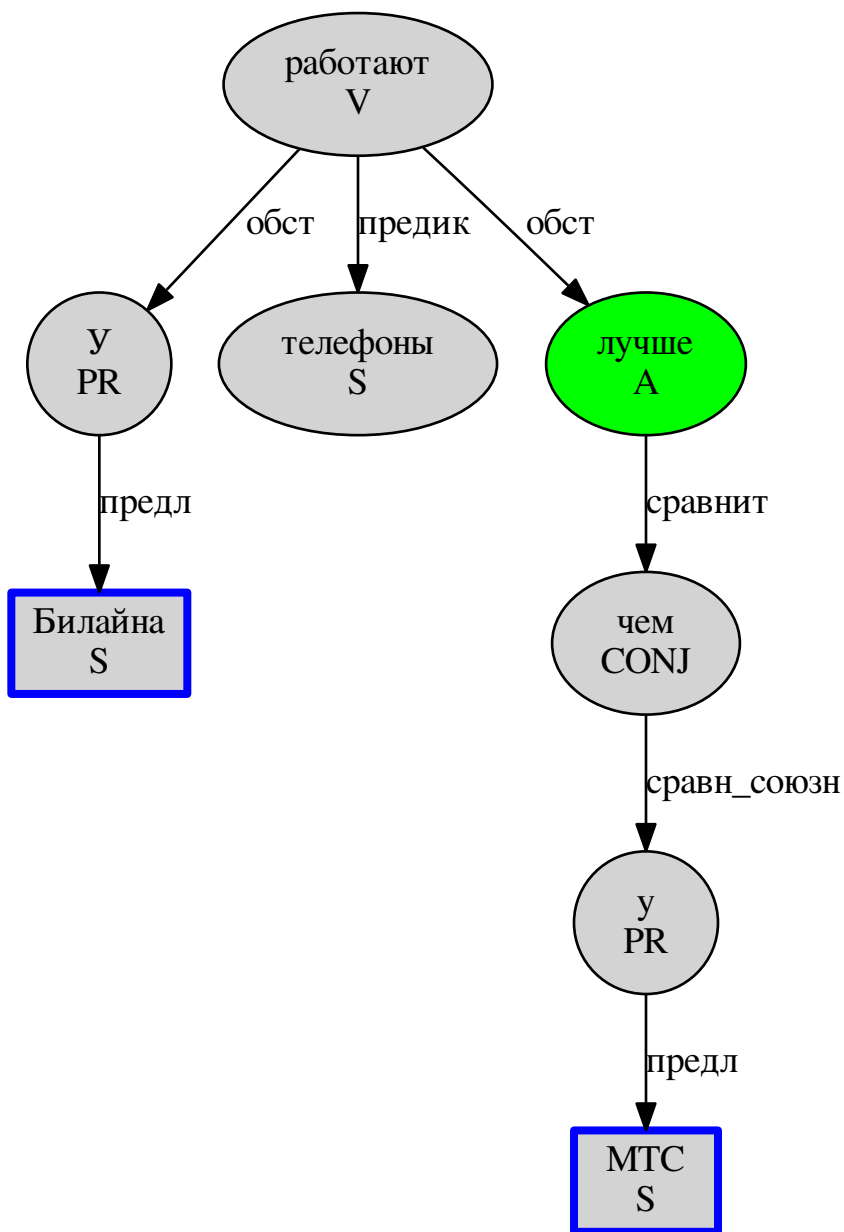 работают
V
обст
предик
обст
У
PR
телефоны
S
лучше
A
предл
сравнит
Билайна
S
чем
CONJ
сравн_союзн
у
PR
предл
МТС
S